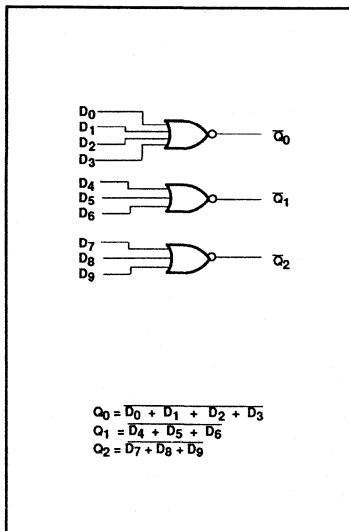 D0
D1
D2
D3
Q̅0
D4
D5
D6
Q̅1
D7
D8
D9
Q̅2
Q0 = D0 + D1 + D2 + D3
Q1 = D4 + D5 + D6
Q2 = D7 + D8 + D9